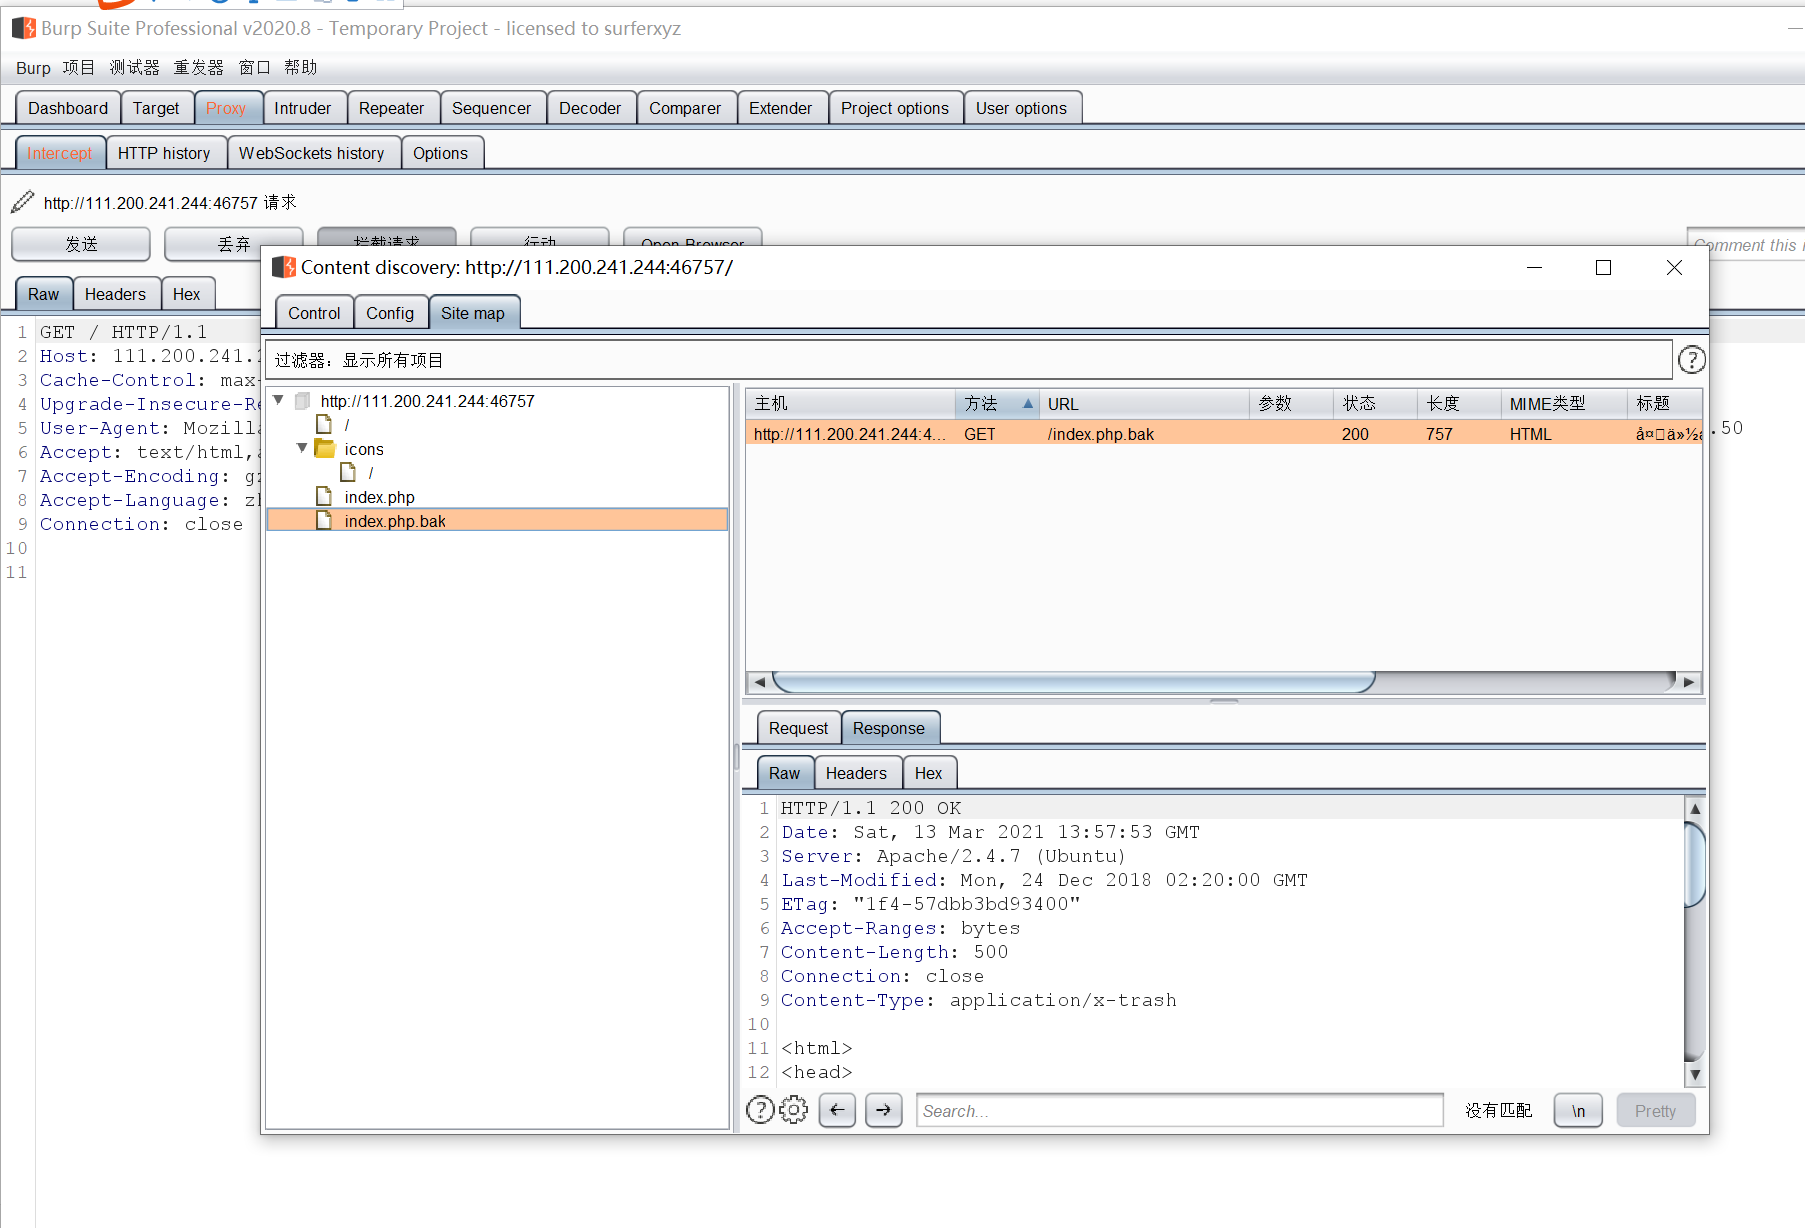 Burp Suite Professional v2020.8 - Temporary Project - licensed to surferxyz
Burp 项目 测试器 重发器 窗口 帮助
Dashboard Target Proxy Intruder Repeater Sequencer Decoder Comparer Extender Project options User options
Intercept HTTP history WebSockets history Options
http://111.200.241.244:46757 请求
发送 丢弃 拦截请求 行动 Open Browser
Comment this
Raw Headers Hex
1 GET / HTTP/1.1
2 Host: 111.200.241.
3 Cache-Control: max-
4 Upgrade-Insecure-Re
5 User-Agent: Mozilla
.50
6 Accept: text/html,
7 Accept-Encoding: g
8 Accept-Language: z
9 Connection: close
10
11
Content discovery: http://111.200.241.244:46757/
Control Config Site map
过滤器：显示所有项目
http://111.200.241.244:46757
/
icons
/
index.php
index.php.bak
主机 方法 URL 参数 状态 长度 MIME类型 标题
http://111.200.241.244:4... GET /index.php.bak 200 757 HTML
Request Response
Raw Headers Hex
1 HTTP/1.1 200 OK
2 Date: Sat, 13 Mar 2021 13:57:53 GMT
3 Server: Apache/2.4.7 (Ubuntu)
4 Last-Modified: Mon, 24 Dec 2018 02:20:00 GMT
5 ETag: "1f4-57dbb3bd93400"
6 Accept-Ranges: bytes
7 Content-Length: 500
8 Connection: close
9 Content-Type: application/x-trash
10
11 <html>
12 <head>
Search... 没有匹配 \n Pretty